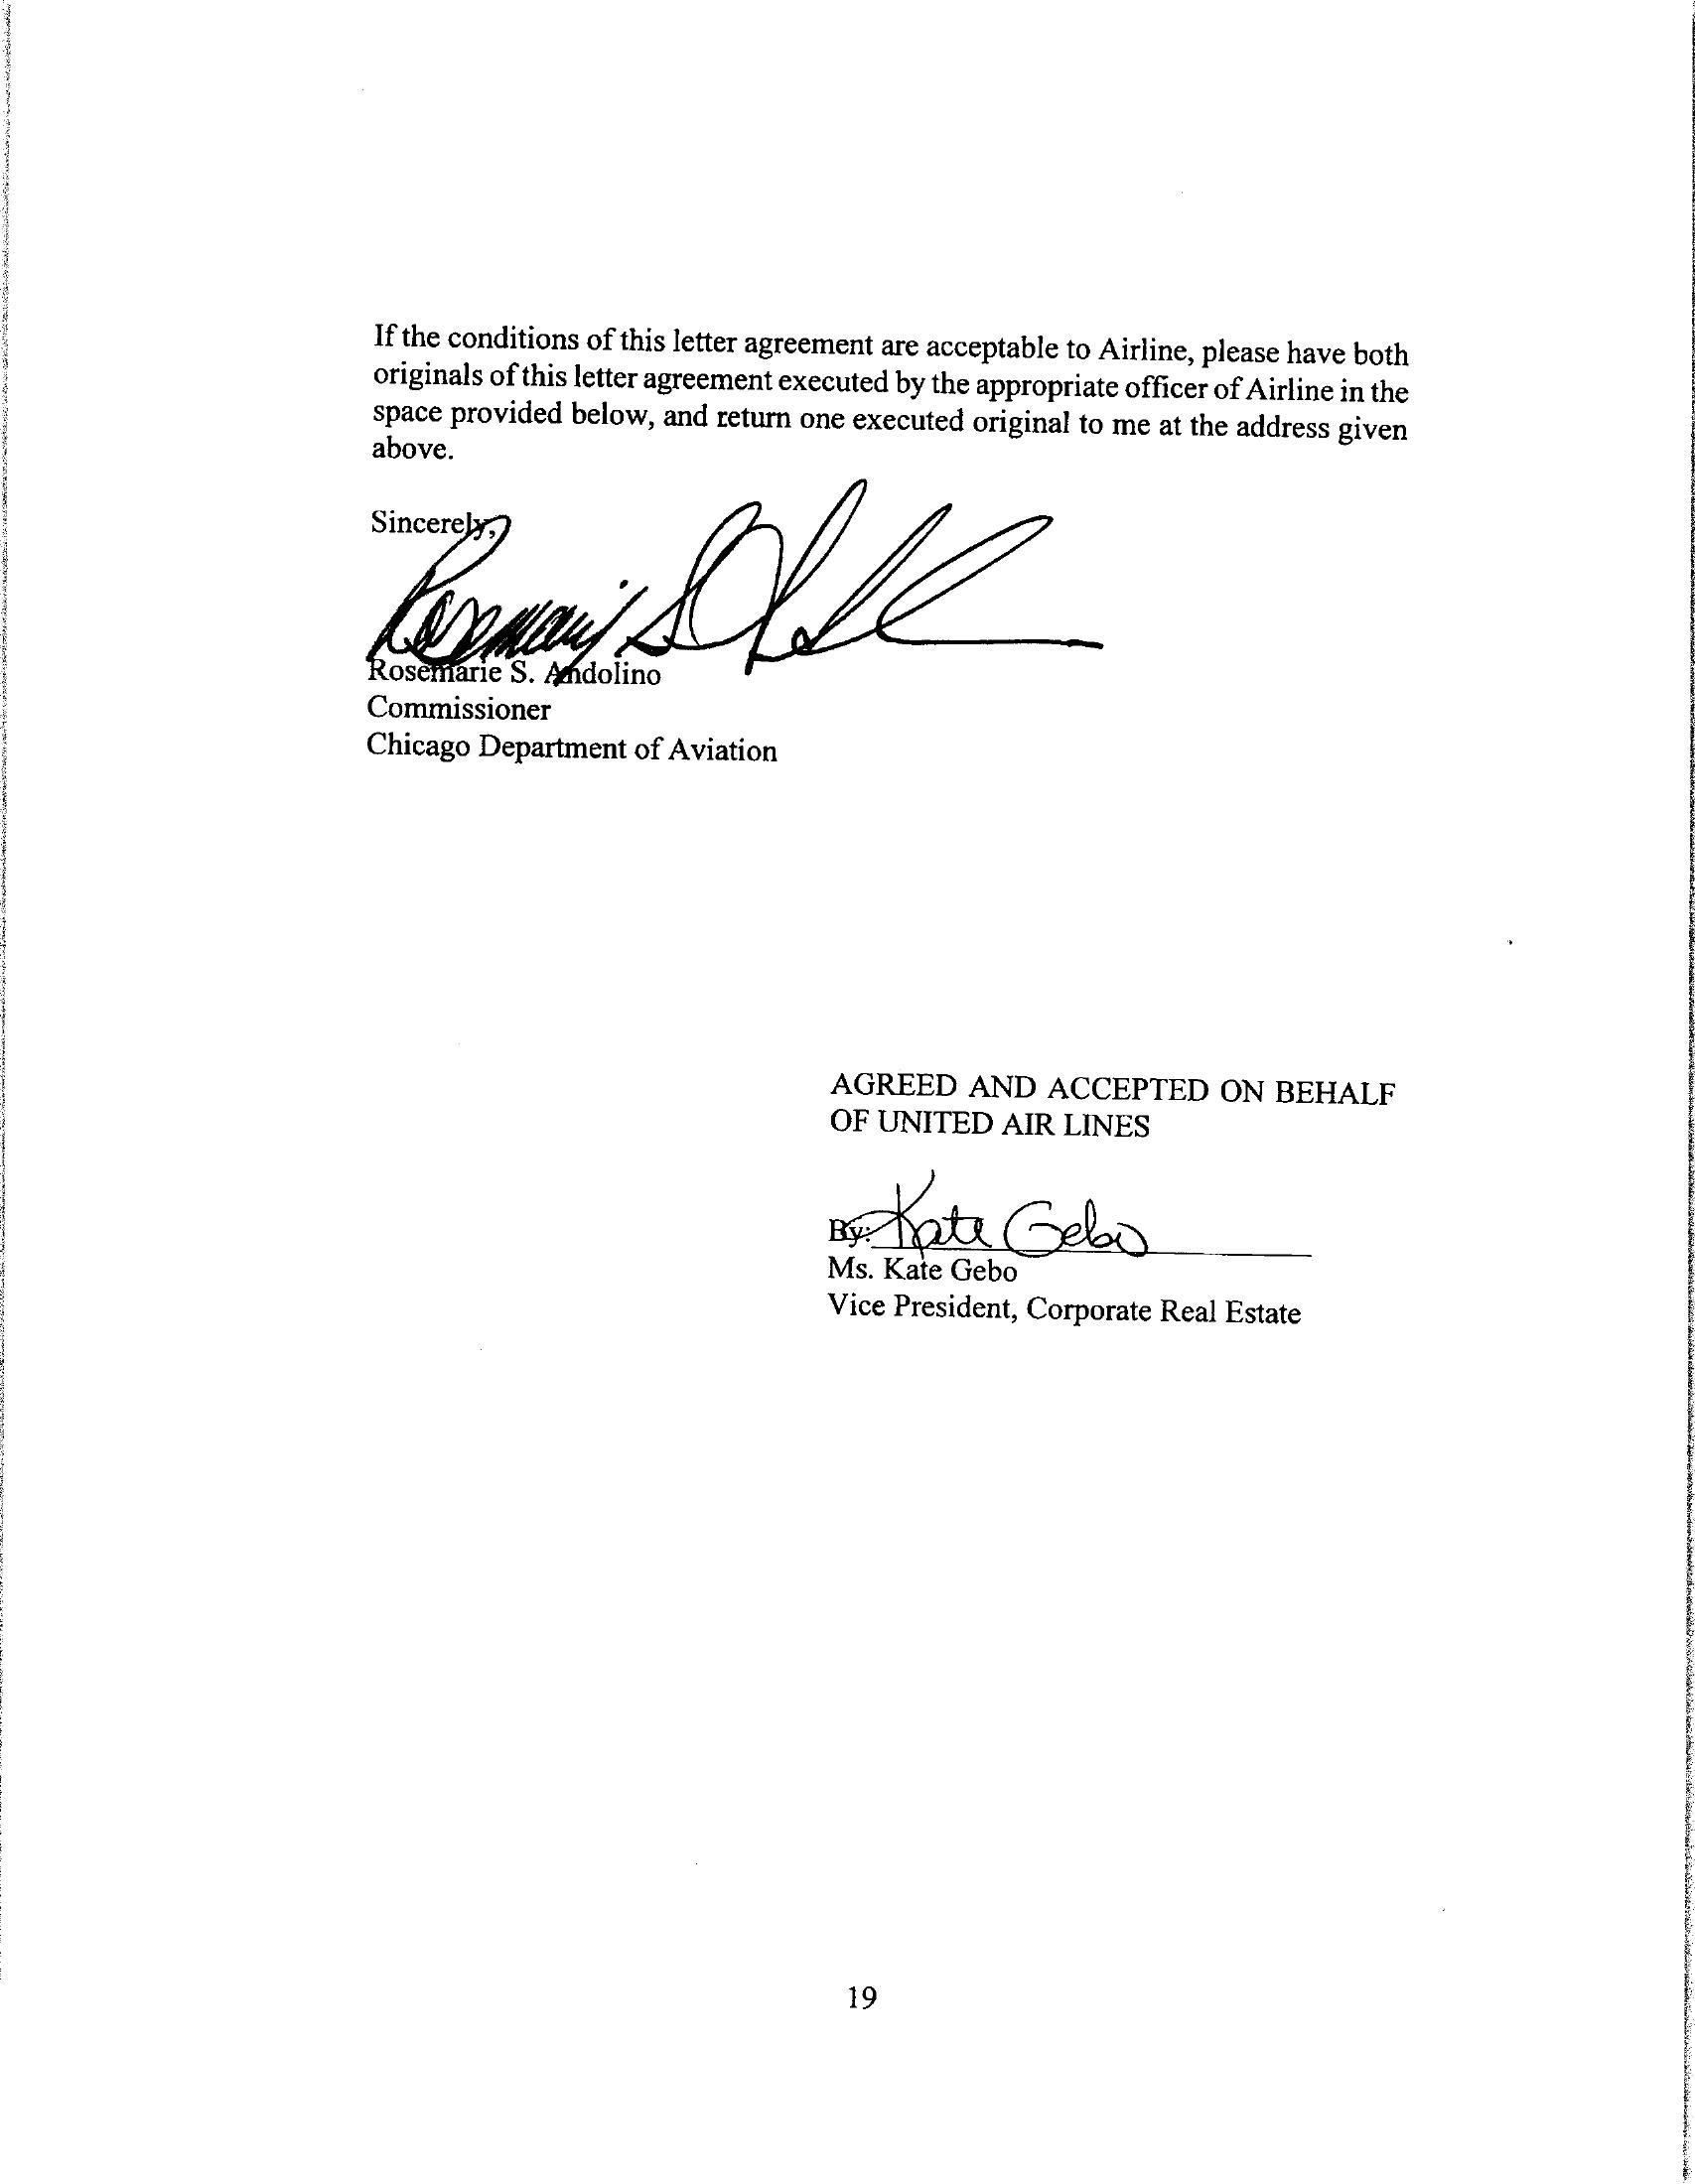 If the conditions of this letter agreement are acceptable to Airline, please have both
originals of this letter agreement executed by the appropriate officer of Airline in the
space provided below, and return one executed original to me at the address given
above.
Sincerely,
Rosemarie S. Andolino
Commissioner
Chicago Department of Aviation
AGREED AND ACCEPTED ON BEHALF
OF UNITED AIR LINES
By: Kate Gebo
Ms. Kate Gebo
Vice President, Corporate Real Estate
19